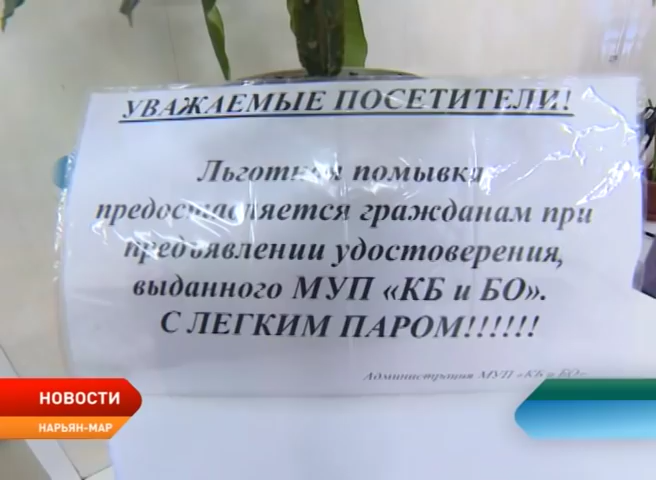 УВАЖАЕМЫЕ ПОСЕТИТЕЛИ!
Льготная помывка
предоставляется гражданам при
предъявлении удостоверения,
выданного МУП «КБ и БО».
С ЛЕГКИМ ПАРОМ!!!!!!
Администрация МУП «КБ и БО»
НОВОСТИ
НАРЬЯН-МАР